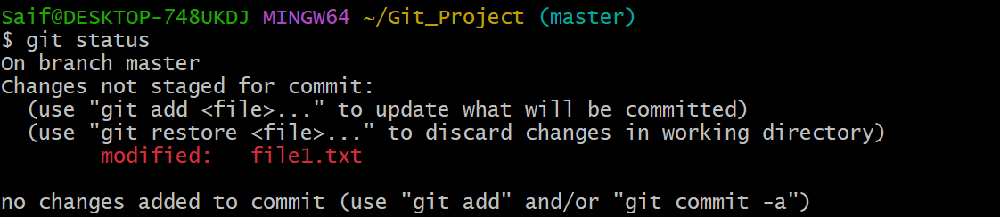 saif@DESKTOP-748UKDJ MINGW64 ~/Git_Project (master)
$ git status
On branch master
Changes not staged for commit:
  (use "git add <file>..." to update what will be committed)
  (use "git restore <file>..." to discard changes in working directory)
        modified:   file1.txt

no changes added to commit (use "git add" and/or "git commit -a")